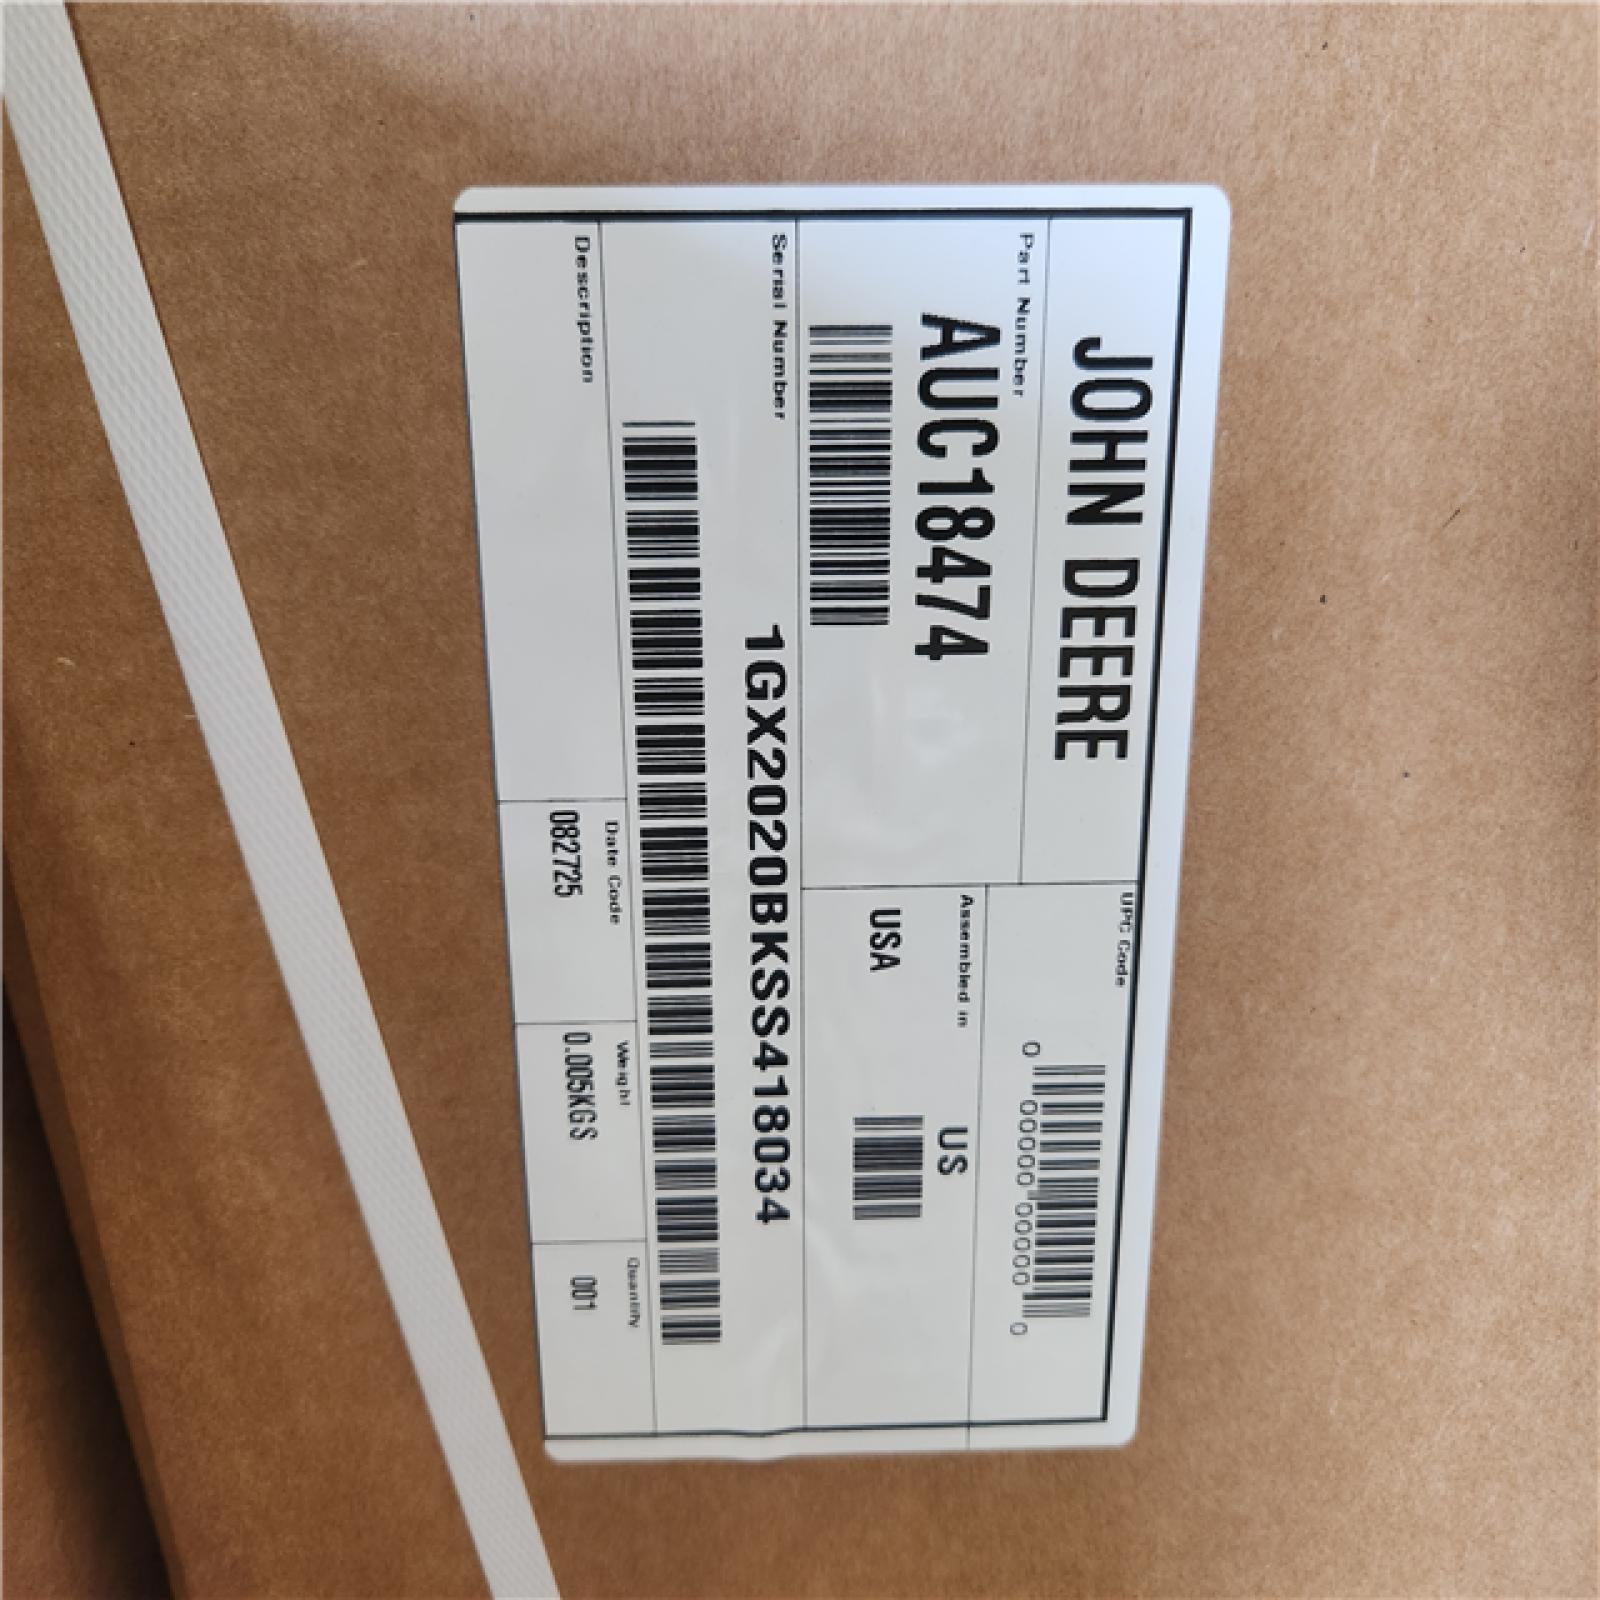 JOHN DEERE
UPC Code
0 00000 00000 0
Part Number
AUC18474
Assembled in
USA
US
Serial Number
1GX2020BKSS418034
Description
Date Code
082725
Weight
0.005KGS
Quantity
001